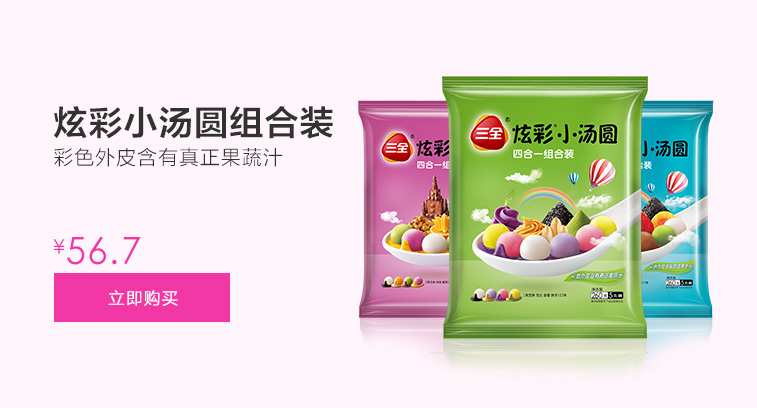 炫彩小汤圆组合装
彩色外皮含有真正果蔬汁
¥56.7
立即购买
三全
炫彩
三全®
炫彩®小汤圆
四合一组合装
小汤圆